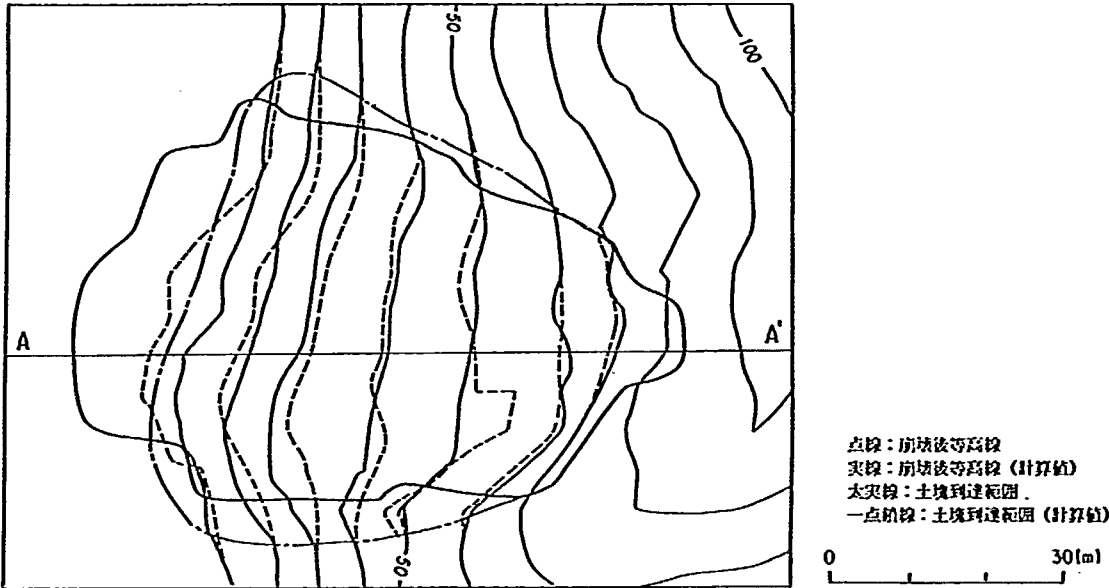 50
100
A
A'
50
点線:崩壊後等高線
実線:崩壊後等高線(計算値)
太実線:土塊到達範囲.
一点鎖線:土塊到達範囲(計算値)
0
30(m)